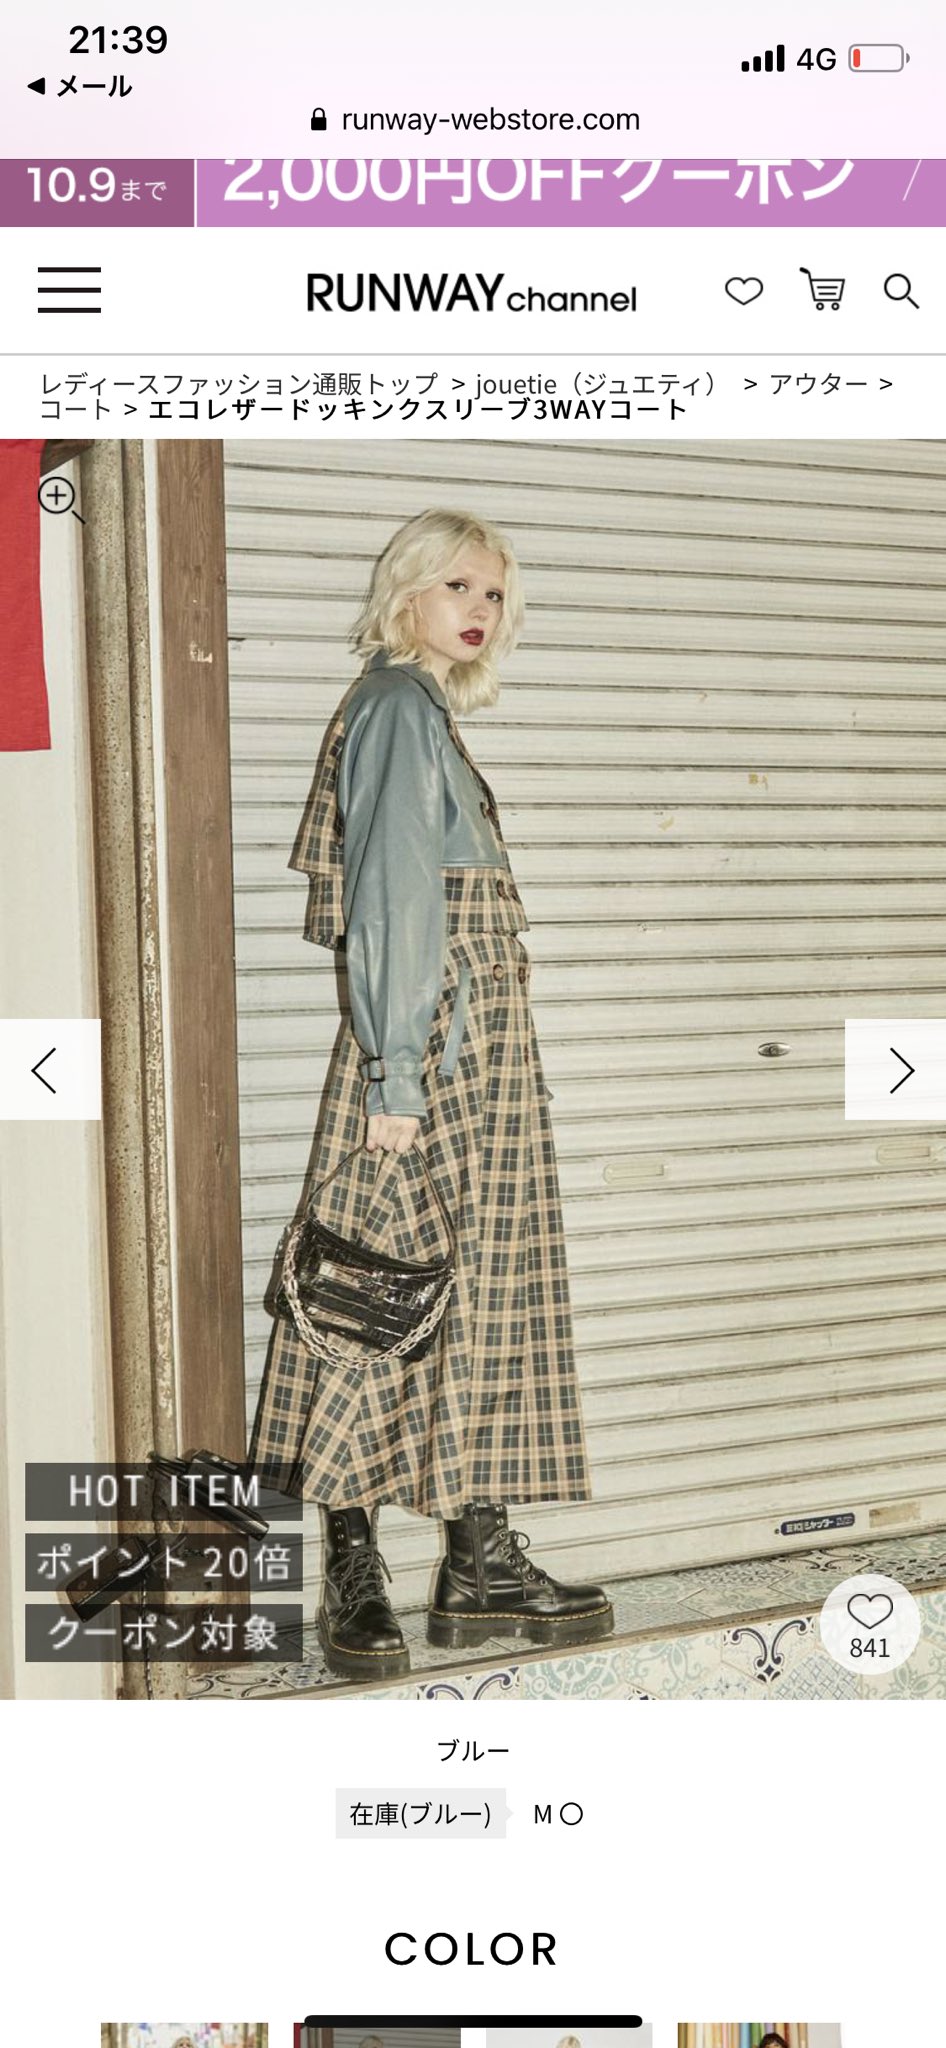 21:39
4G
◀ メール
runway-webstore.com
10.9まで
2,000円OFFクーポン
RUNWAY channel
レディースファッション通販トップ > jouetie（ジュエティ） > アウター >
コート > エコレザードッキングスリーブ3WAYコート
HOT ITEM
ポイント 20倍
クーポン対象
841
ブルー
在庫(ブルー) M〇
COLOR